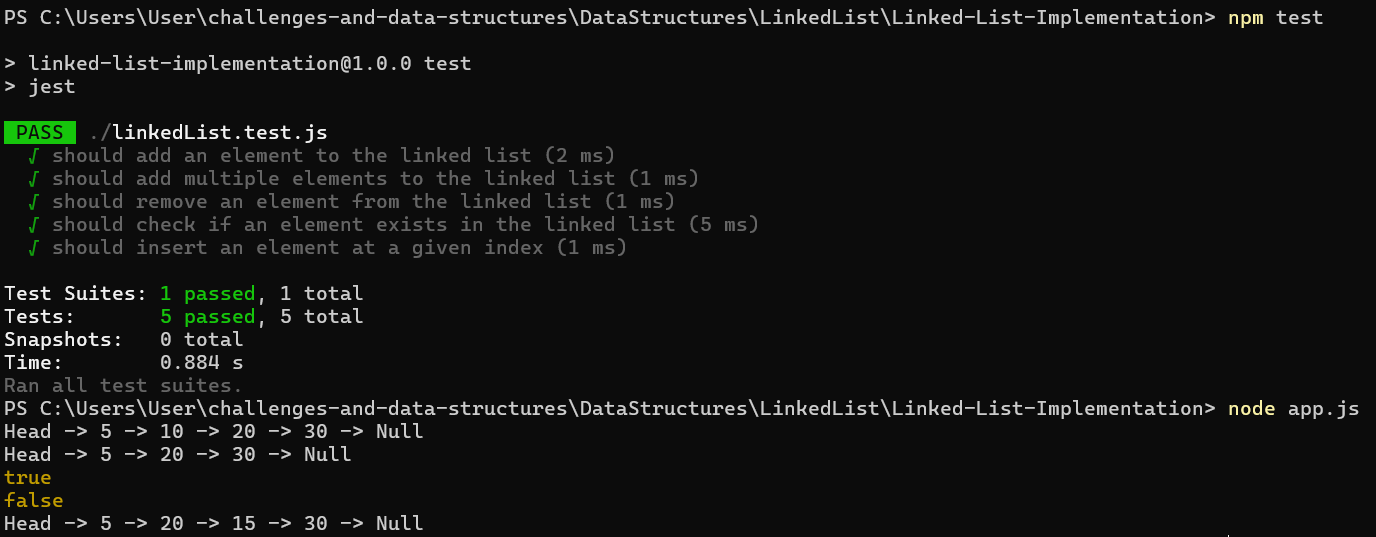 PS C:\Users\User\challenges-and-data-structures\DataStructures\LinkedList\Linked-List-Implementation> npm test
> linked-list-implementation@1.0.0 test
> jest
PASS ./linkedList.test.js
√ should add an element to the linked list (2 ms)
√ should add multiple elements to the linked list (1 ms)
√ should remove an element from the linked list (1 ms)
√ should check if an element exists in the linked list (5 ms)
√ should insert an element at a given index (1 ms)
Test Suites: 1 passed, 1 total
Tests: 5 passed, 5 total
Snapshots: 0 total
Time: 0.884 s
Ran all test suites.
PS C:\Users\User\challenges-and-data-structures\DataStructures\LinkedList\Linked-List-Implementation> node app.js
Head -> 5 -> 10 -> 20 -> 30 -> Null
Head -> 5 -> 20 -> 30 -> Null
true
false
Head -> 5 -> 20 -> 15 -> 30 -> Null